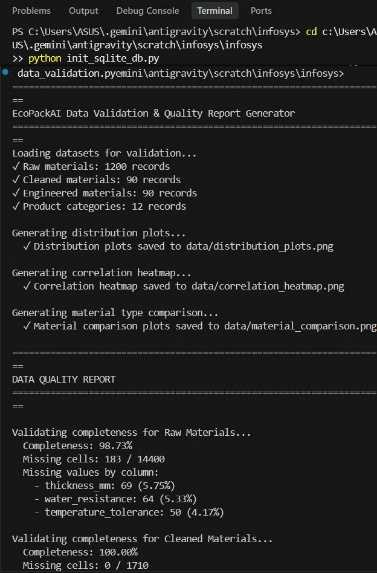 Problems Output Debug Console Terminal Ports
PS C:\Users\ASUS\.gemini\antigravity\scratch\infosys> cd c:\Users\A
US\.gemini\antigravity\scratch\infosys\infosys
>> python init_sqlite_db.py
data_validation.pyemini\antigravity\scratch\infosys\infosys>
================================================================
==
EcoPackAI Data Validation & Quality Report Generator
================================================================
==
Loading datasets for validation...
✓ Raw materials: 1200 records
✓ Cleaned materials: 90 records
✓ Engineered materials: 90 records
✓ Product categories: 12 records
Generating distribution plots...
✓ Distribution plots saved to data/distribution_plots.png
Generating correlation heatmap...
✓ Correlation heatmap saved to data/correlation_heatmap.png
Generating material type comparison...
✓ Material comparison plots saved to data/material_comparison.png
================================================================
==
DATA QUALITY REPORT
================================================================
==
Validating completeness for Raw Materials...
Completeness: 98.73%
Missing cells: 183 / 14400
Missing values by column:
- thickness_mm: 69 (5.75%)
- water_resistance: 64 (5.33%)
- temperature_tolerance: 50 (4.17%)
Validating completeness for Cleaned Materials...
Completeness: 100.00%
Missing cells: 0 / 1710